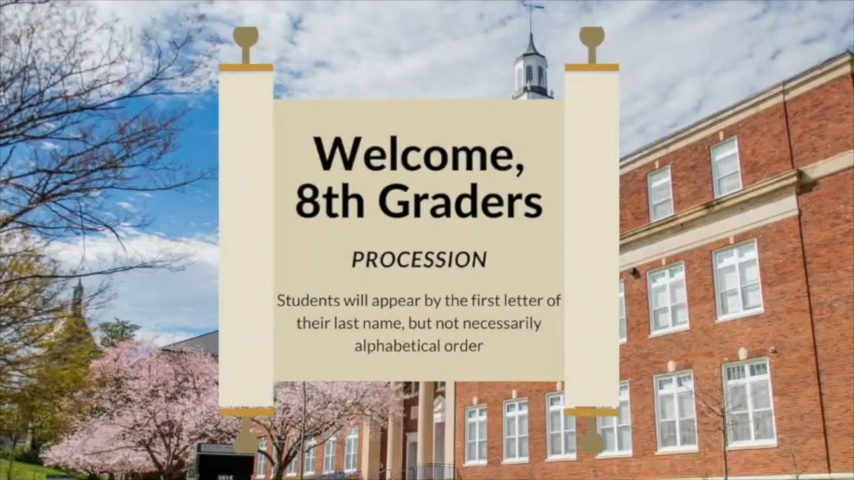 Welcome,
8th Graders
PROCESSION
Students will appear by the first letter of
their last name, but not necessarily
alphabetical order